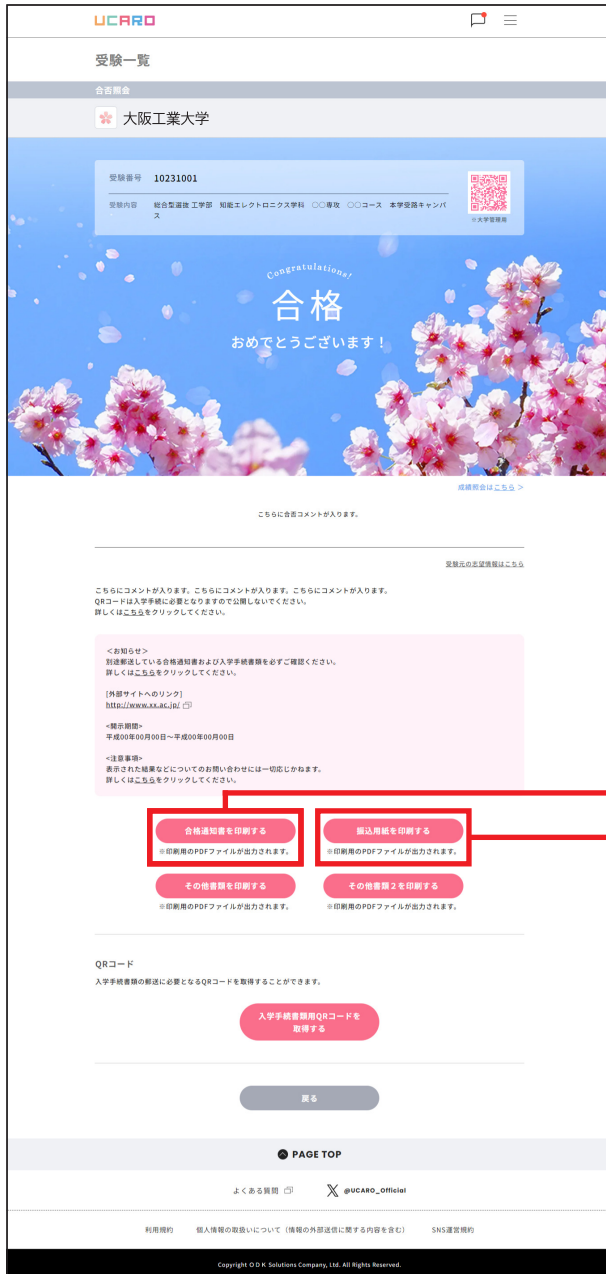 UCARO
受験一覧
合否照会
大阪工業大学
受験番号 10231001
受験内容 総合型選抜 工学部 知能エレクトロニクス学科 〇〇専攻 〇〇コース 本学受路キャンパ
ス
※大学管理用
Congratulations!
合格
おめでとうございます！
成績照会はこちら >
こちらに合否コメントが入ります。
受験元の志望情報はこちら
こちらにコメントが入ります。こちらにコメントが入ります。こちらにコメントが入ります。
QRコードは入学手続に必要となりますので公開しないでください。
詳しくはこちらをクリックしてください。
＜お知らせ＞
別途郵送している合格通知書および入学手続書類を必ずご確認ください。
詳しくはこちらをクリックしてください。
[外部サイトへのリンク]
http://www.xx.ac.jp/
<開示期間>
平成00年00月00日～平成00年00月00日
<注意事項>
表示された結果などについてのお問い合わせには一切応じかねます。
詳しくはこちらをクリックしてください。
合格通知書を印刷する 振込用紙を印刷する
※印刷用のPDFファイルが出力されます。 ※印刷用のPDFファイルが出力されます。
その他書類を印刷する その他書類２を印刷する
※印刷用のPDFファイルが出力されます。 ※印刷用のPDFファイルが出力されます。
QRコード
入学手続書類の郵送に必要となるQRコードを取得することができます。
入学手続書類用QRコードを
取得する
戻る
PAGE TOP
よくある質問 @UCARO_Official
利用規約 個人情報の取扱いについて（情報の外部送信に関する内容を含む） SNS運営規約
Copyright O D K Solutions Company, Ltd. All Rights Reserved.